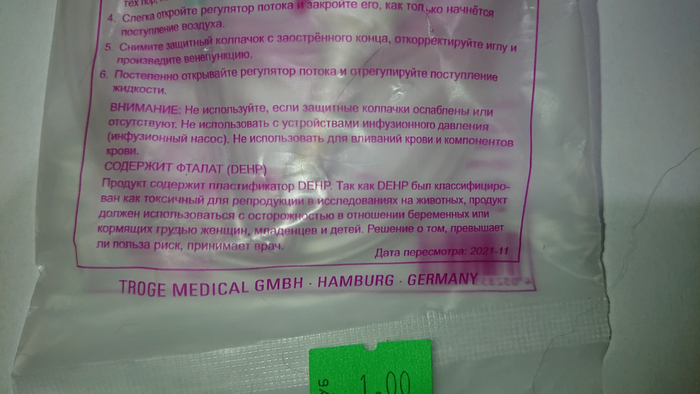 4. Слегка откройте регулятор потока и закройте его, как только начнётся
поступление воздуха.
5. Снимите защитный колпачок с заострённого конца, откорректируйте иглу и
произведите венепункцию.
6. Постепенно открывайте регулятор потока и отрегулируйте поступление
жидкости.
ВНИМАНИЕ: Не используйте, если защитные колпачки ослаблены или
отсутствуют. Не использовать с устройствами инфузионного давления
(инфузионный насос). Не использовать для вливаний крови и компонентов
крови.
СОДЕРЖИТ ФТАЛАТ (DEHP)
Продукт содержит пластификатор DEHP. Так как DEHP был классифициро-
ван как токсичный для репродукции в исследованиях на животных, продукт
должен использоваться с осторожностью в отношении беременных или
кормящих грудью женщин, младенцев и детей. Решение о том, превышает
ли польза риск, принимает врач.
Дата пересмотра: 2021-11
TROGE MEDICAL GMBH · HAMBURG · GERMANY
1.00